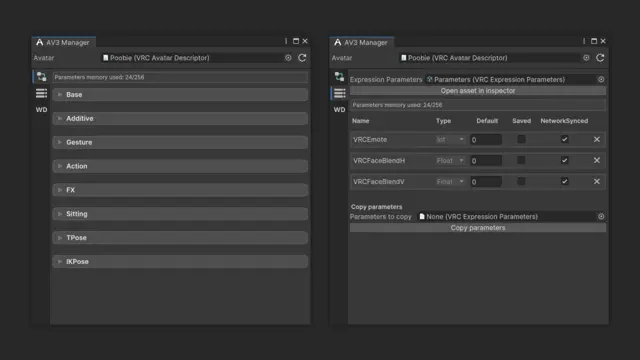 AV3 Manager
Avatar Poobie (VRC Avatar Descriptor)
Parameters memory used: 24/256
WD
Base
Additive
Gesture
Action
FX
Sitting
TPose
IKPose
AV3 Manager
Avatar Poobie (VRC Avatar Descriptor)
Expression Parameters Parameters (VRC Expression Parameters)
Open asset in inspector
Parameters memory used: 24/256
WD
Name Type Default Saved NetworkSynced
VRCEmote Int 0
VRCFaceBlendH Float 0
VRCFaceBlendV Float 0
Copy parameters
Parameters to copy None (VRC Expression Parameters)
Copy parameters